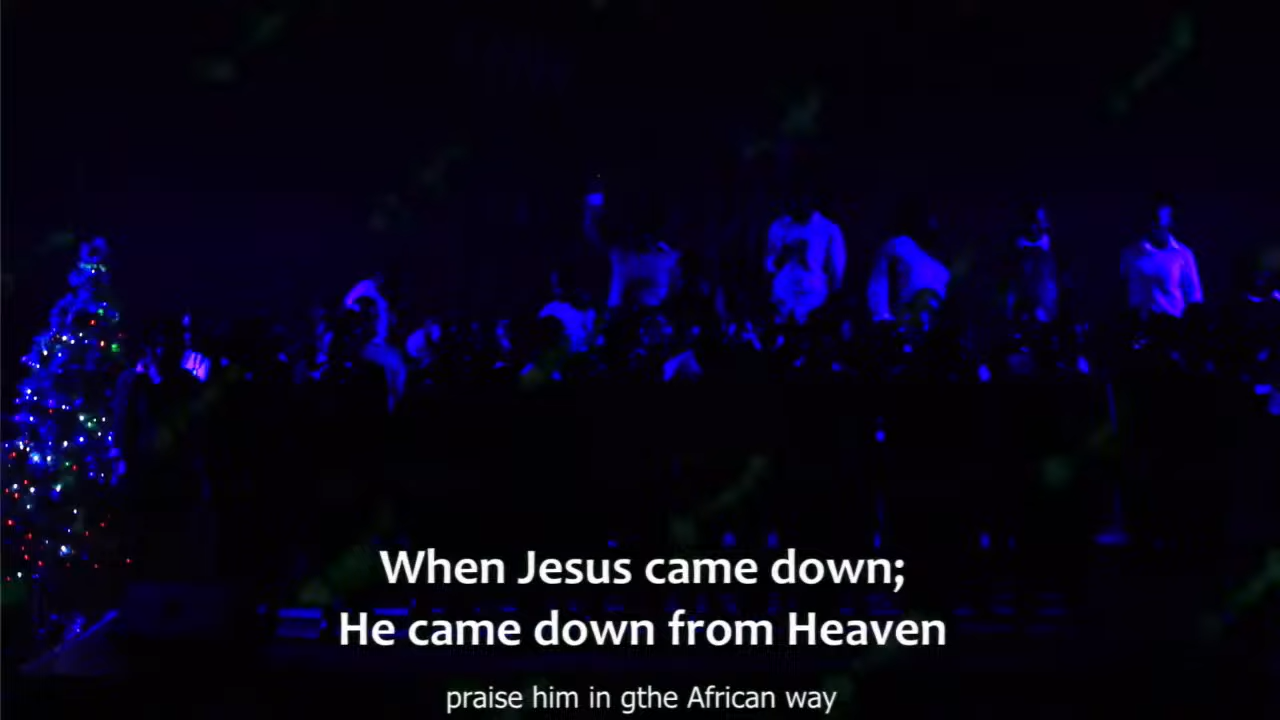 When Jesus came down;
He came down from Heaven
praise him in gthe African way